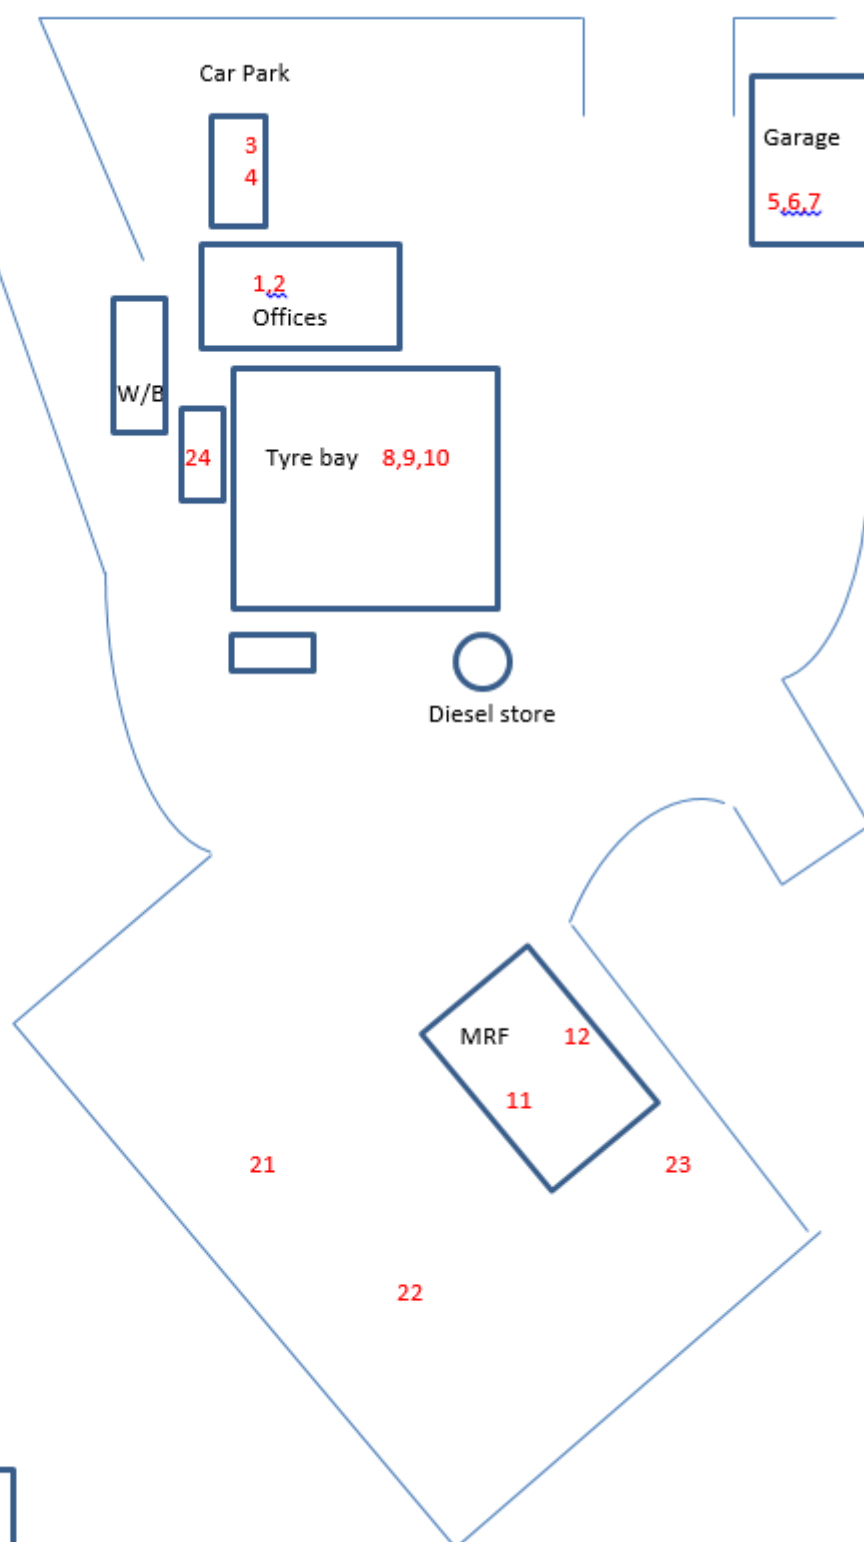 Car Park
3
4
Garage
5,6,7
1,2
Offices
W/B
24
Tyre bay 8,9,10
Diesel store
MRF 12
11
21
23
22